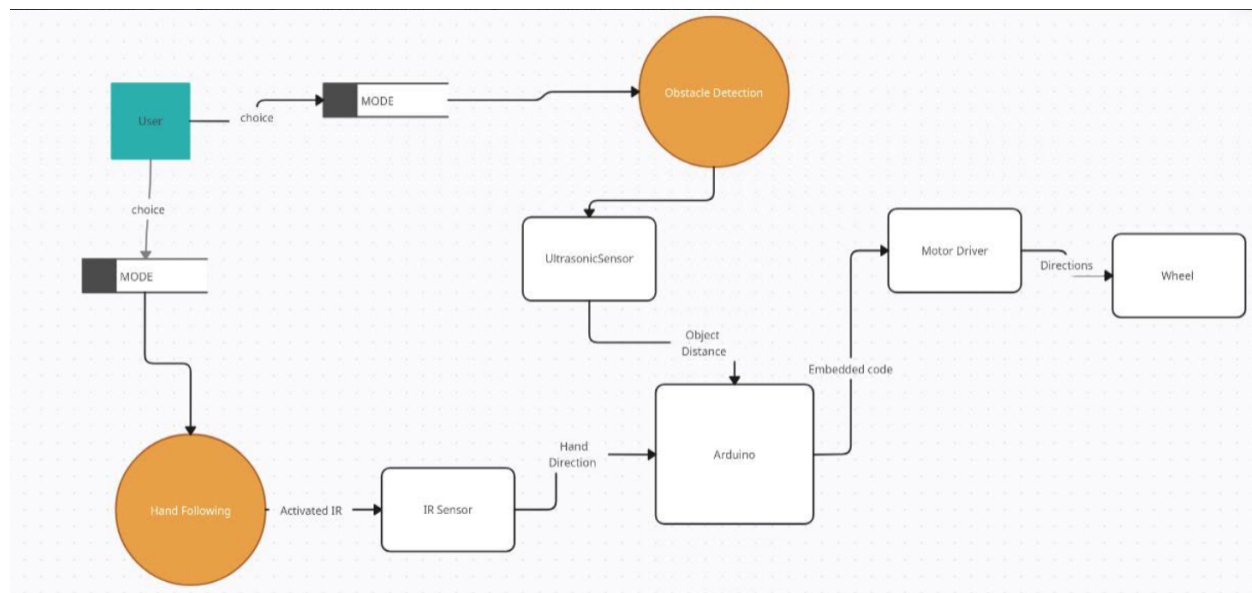 Obstacle Detection
User
choice
MODE
choice
MODE
UltrasonicSensor
Motor Driver
Directions
Wheel
Object
Distance
Embedded code
Hand
Direction
Arduino
Hand Following
Activated IR
IR Sensor